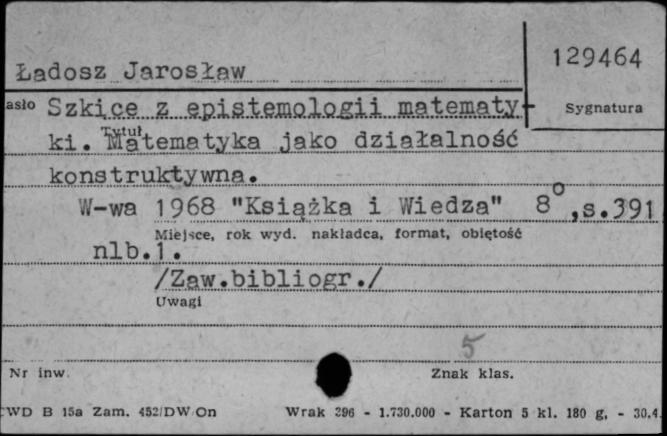 129464
Ładosz Jarosław
asło Szkice z epistemologii matematy-
Sygnatura
Tytuł
ki. Matematyka jako działalność
konstruktywna.
W-wa 1968 "Książka i Wiedza" 8°,s.391
Miejsce, rok wyd. nakładca, format, objętość
nlb.1.
/Zaw.bibliogr./
Uwagi
5
Nr inw.
Znak klas.
CWD B 15a Zam. 452/DW/On Wrak 296 - 1.730.000 - Karton 5 kl. 180 g, - 30.4